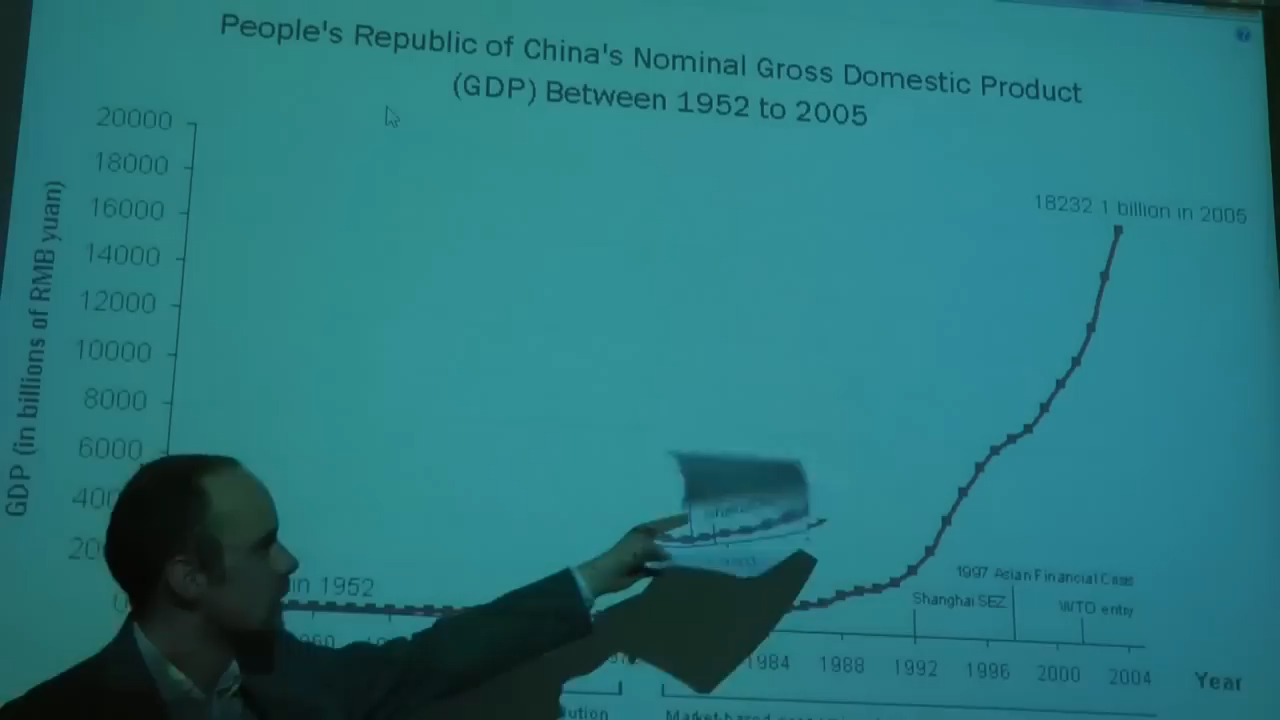 People's Republic of China's Nominal Gross Domestic Product
(GDP) Between 1952 to 2005
GDP (in billions of RMB yuan)
20000
18000
16000
14000
12000
10000
8000
6000
18232 1 billion in 2005
in 1952
1997 Asian Financial Crisis
Shanghai SEZ
WTO entry
1984 1988 1992 1996 2000 2004 Year
Market-based